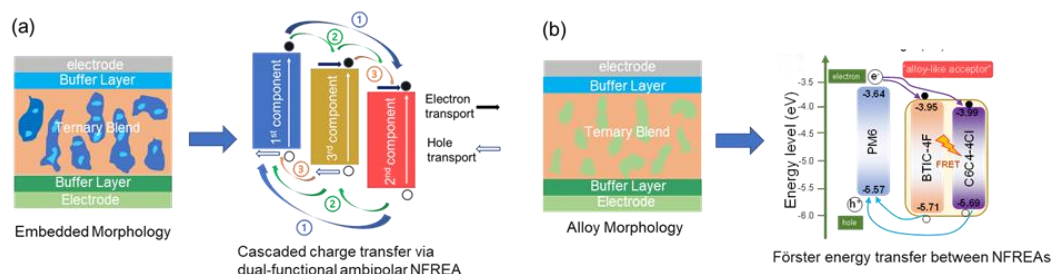 (a)
electrode
Buffer Layer
Ternary Blend
Buffer Layer
Electrode
Embedded Morphology
1
2
3
1st component
3rd component
2nd component
3
2
1
Electron
transport
Hole
transport
Cascaded charge transfer via
dual-functional ambipolar NFREA
(b)
electrode
Buffer Layer
Ternary Blend
Buffer Layer
Electrode
Alloy Morphology
Energy level (eV)
-3.5
-4.0
-4.5
-5.0
-5.5
-6.0
electron
e-
alloy-like acceptor
-3.64
-3.95
-3.99
PM6
BTIC-4F
C6C4-4Cl
FRET
-5.57
-5.71
-5.69
h+
hole
Förster energy transfer between NFREAs